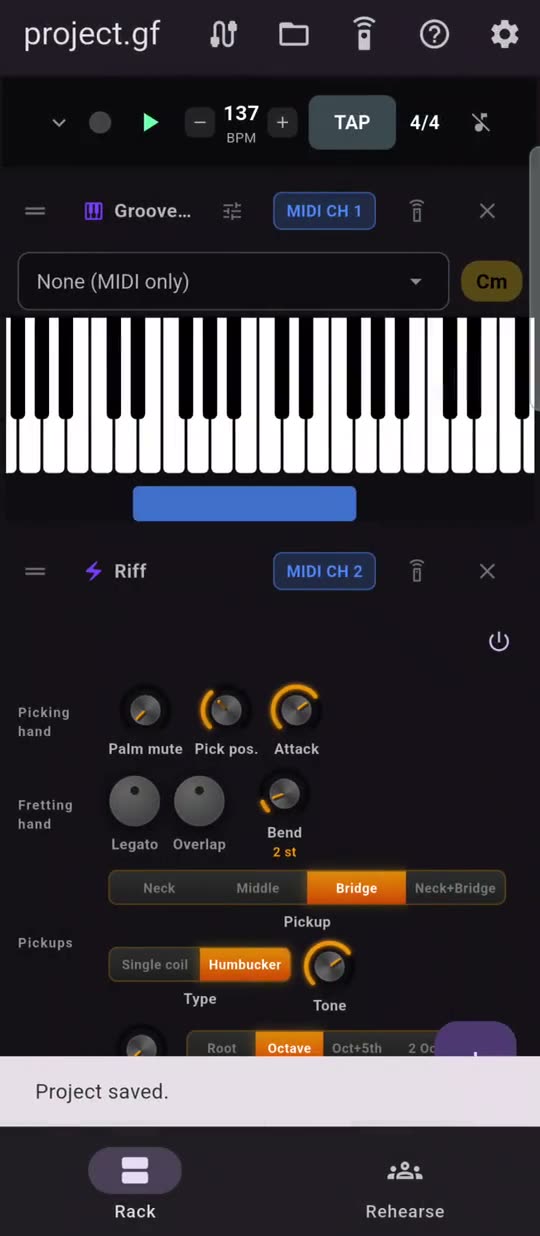 project.gf
137
BPM
TAP
4/4
Groove...
MIDI CH 1
None (MIDI only)
Cm
Riff
MIDI CH 2
Picking
hand
Palm mute
Pick pos.
Attack
Fretting
hand
Legato
Overlap
Bend
2 st
Neck
Middle
Bridge
Neck+Bridge
Pickup
Pickups
Single coil
Humbucker
Type
Tone
Root
Octave
Oct+5th
Project saved.
Rack
Rehearse